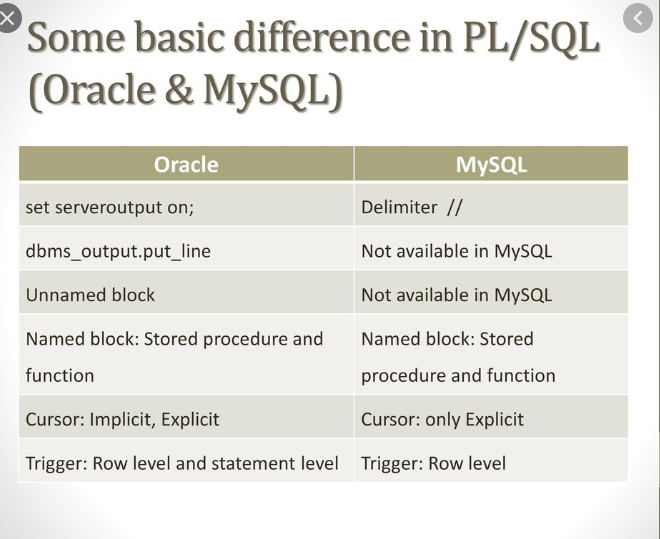 Some basic difference in PL/SQL
(Oracle & MySQL)
Oracle MySQL
set serveroutput on; Delimiter //
dbms_output.put_line Not available in MySQL
Unnamed block Not available in MySQL
Named block: Stored procedure and
function
Named block: Stored
procedure and function
Cursor: Implicit, Explicit Cursor: only Explicit
Trigger: Row level and statement level Trigger: Row level